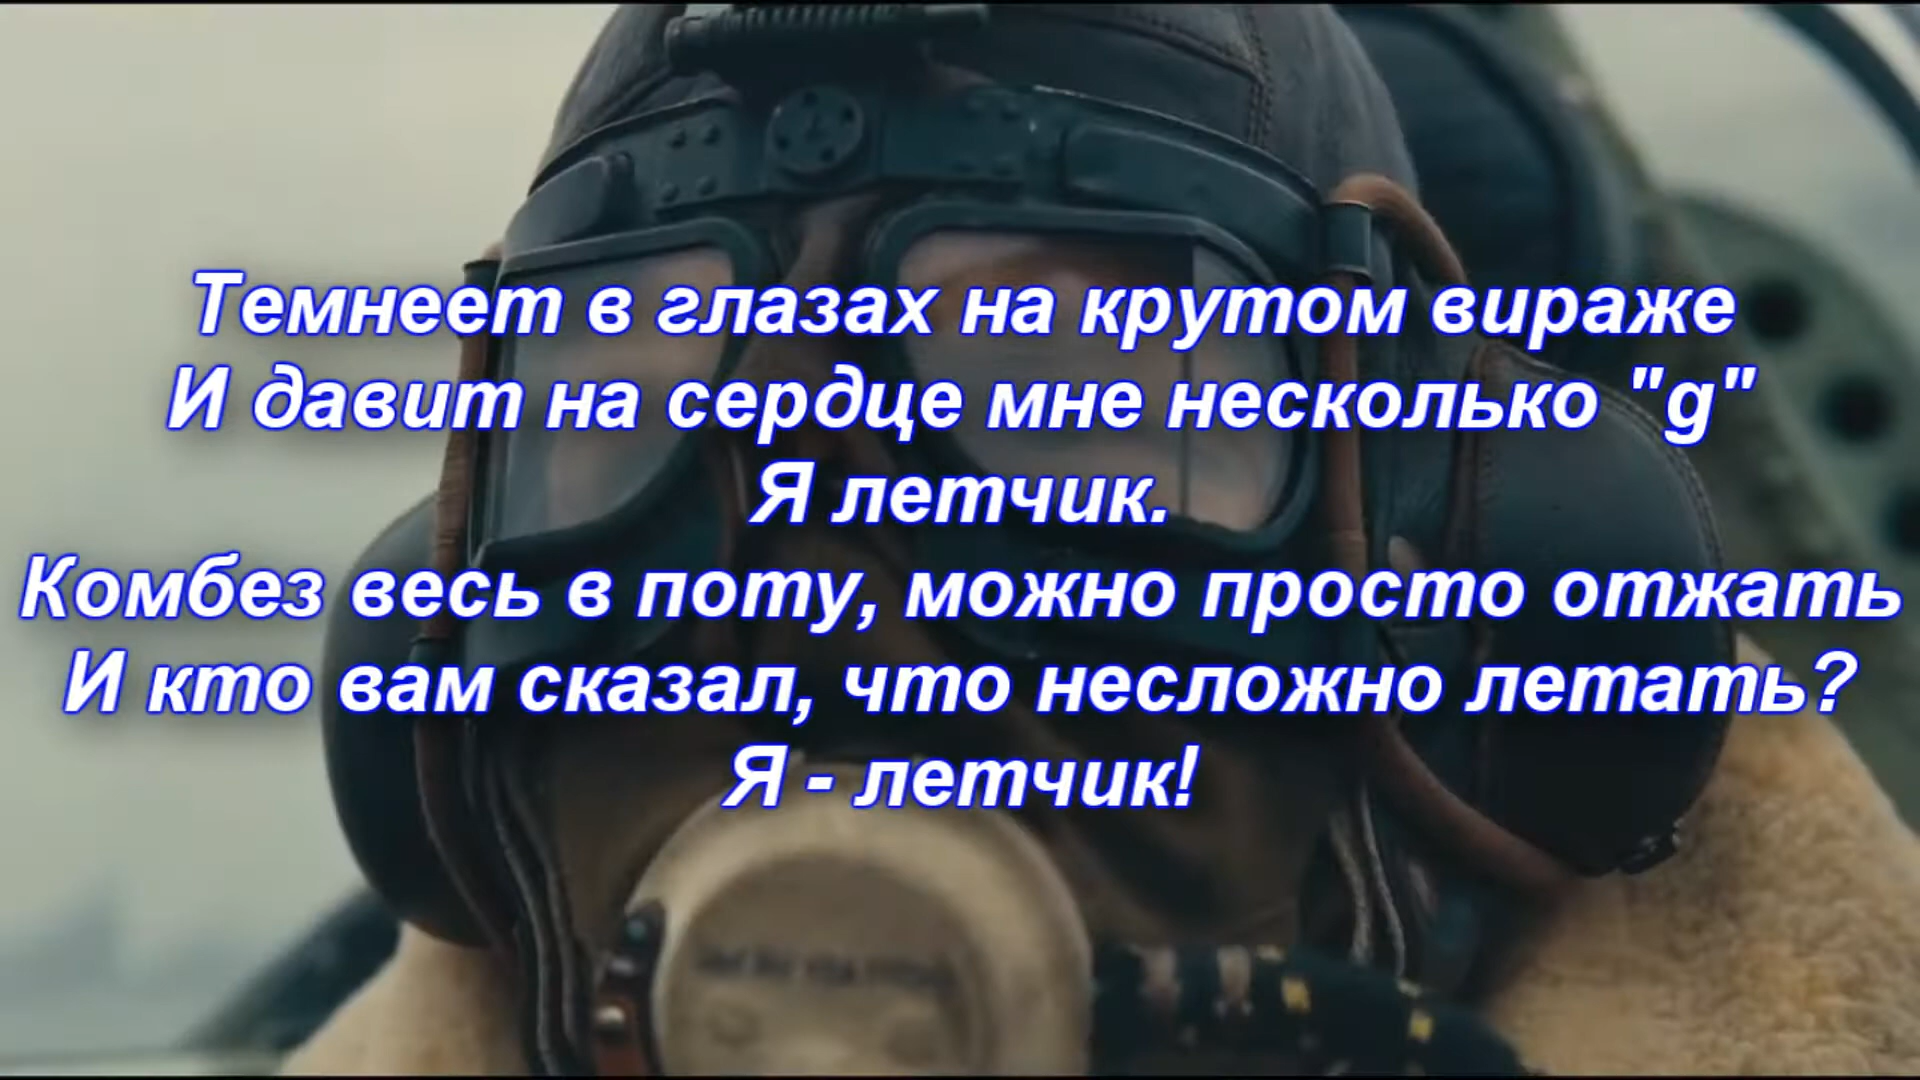 Темнеет в глазах на крутом вираже
И давит на сердце мне несколько "g"
Я летчик.
Комбез весь в поту, можно просто отжать
И кто вам сказал, что несложно летать?
Я - летчик!